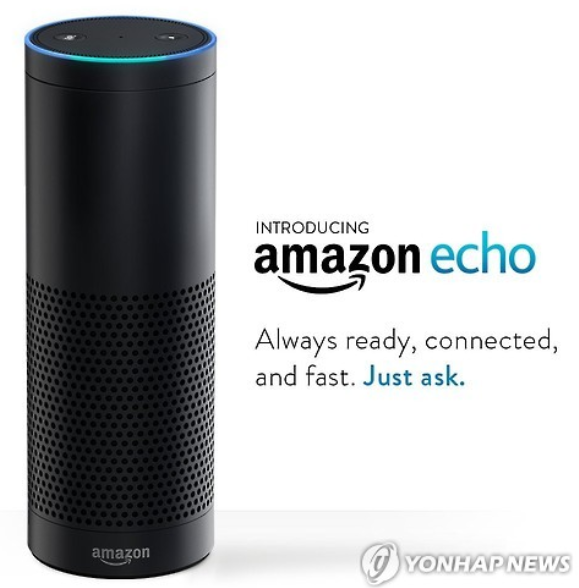 INTRODUCING
amazon echo
Always ready, connected,
and fast. Just ask.
amazon
YONHAP NEWS